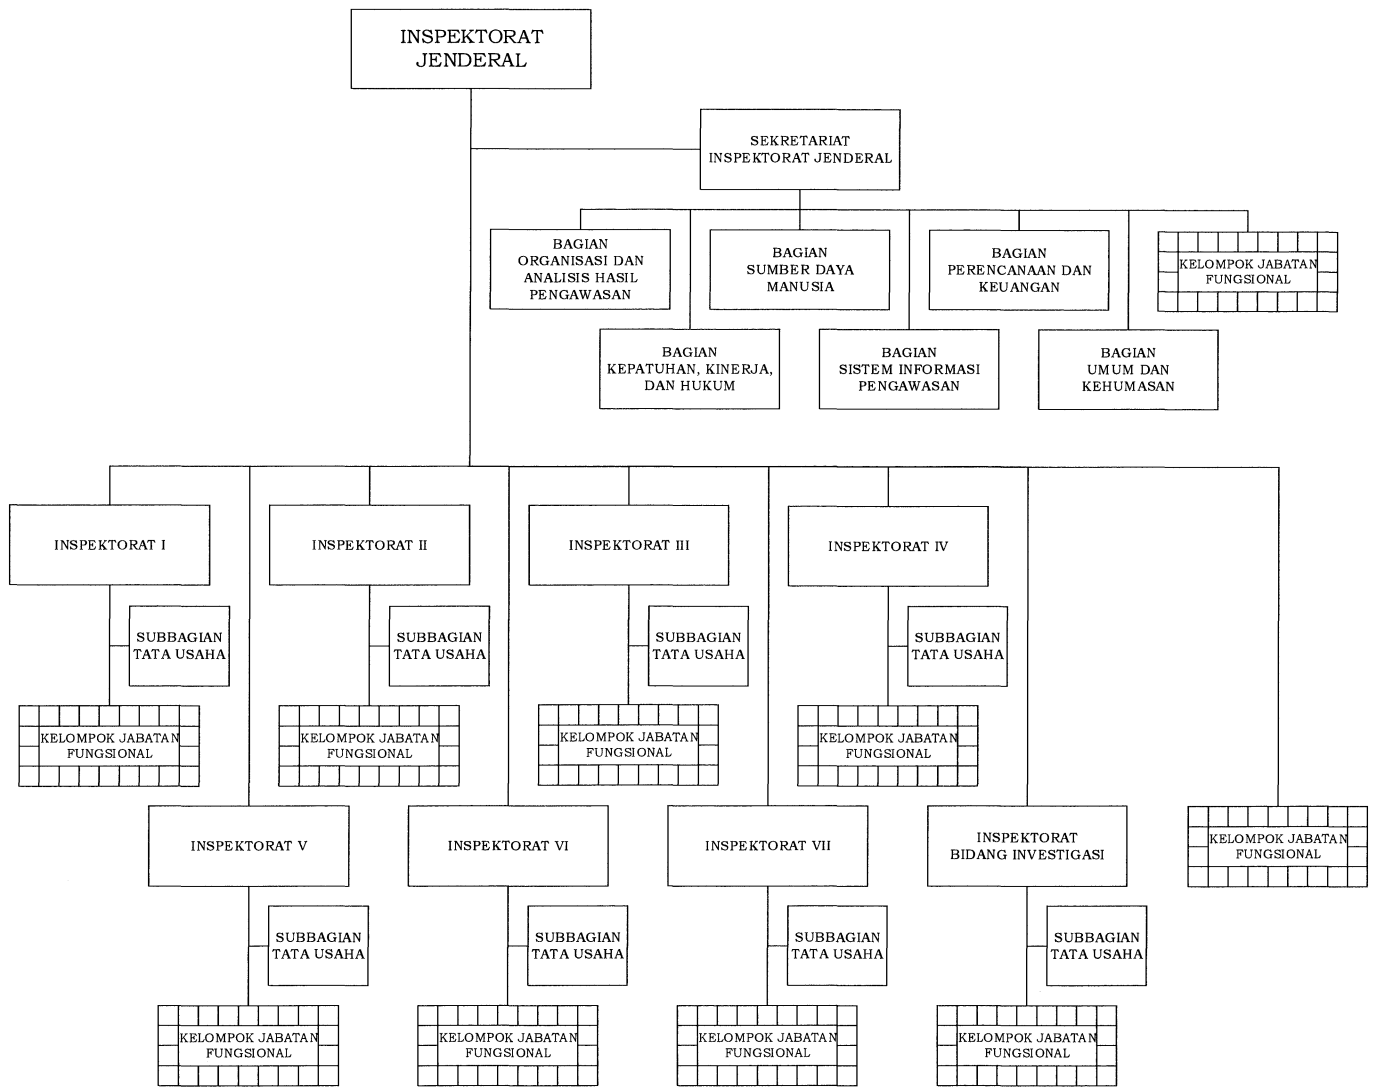 INSPEKTORAT
JENDERAL
SEKRETARIAT
INSPEKTORAT JENDERAL
BAGIAN
ORGANISASI DAN
ANALISIS HASIL
PENGAWASAN
BAGIAN
SUMBER DAYA
MANUSIA
BAGIAN
PERENCANAAN DAN
KEUANGAN
KELOMPOK JABATAN
FUNGSIONAL
BAGIAN
KEPATUHAN, KINERJA,
DAN HUKUM
BAGIAN
SISTEM INFORMASI
PENGAWASAN
BAGIAN
UMUM DAN
KEHUMASAN
INSPEKTORAT I
INSPEKTORAT II
INSPEKTORAT III
INSPEKTORAT IV
SUBBAGIAN
TATA USAHA
SUBBAGIAN
TATA USAHA
SUBBAGIAN
TATA USAHA
SUBBAGIAN
TATA USAHA
KELOMPOK JABATAN
FUNGSIONAL
KELOMPOK JABATAN
FUNGSIONAL
KELOMPOK JABATAN
FUNGSIONAL
KELOMPOK JABATAN
FUNGSIONAL
INSPEKTORAT V
INSPEKTORAT VI
INSPEKTORAT VII
INSPEKTORAT
BIDANG INVESTIGASI
KELOMPOK JABATAN
FUNGSIONAL
SUBBAGIAN
TATA USAHA
SUBBAGIAN
TATA USAHA
SUBBAGIAN
TATA USAHA
SUBBAGIAN
TATA USAHA
KELOMPOK JABATAN
FUNGSIONAL
KELOMPOK JABATAN
FUNGSIONAL
KELOMPOK JABATAN
FUNGSIONAL
KELOMPOK JABATAN
FUNGSIONAL